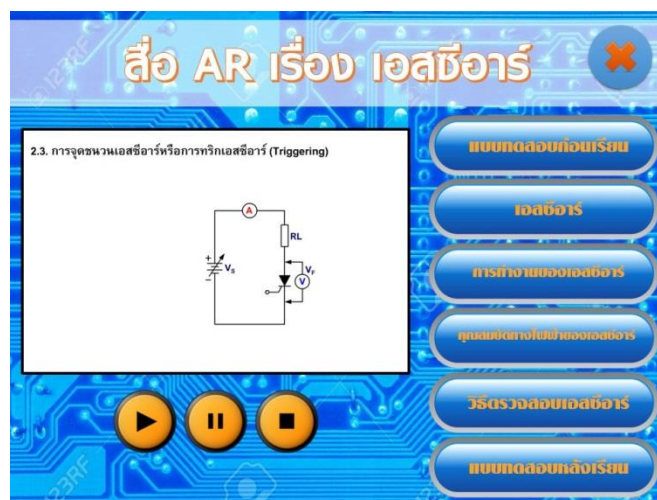 สื่อ AR เรื่อง เอสซีอาร์
2.3. การจุดชนวนเอสซีอาร์หรือการทริกเอสซีอาร์ (Triggering)
A
RL
+
Vs
-
VF
V
แบบทดสอบก่อนเรียน
เอสซีอาร์
การทำงานของเอสซีอาร์
คุณสมบัติทางไฟฟ้าของเอสซีอาร์
วิธีตรวจสอบเอสซีอาร์
แบบทดสอบหลังเรียน
123RF
123RF